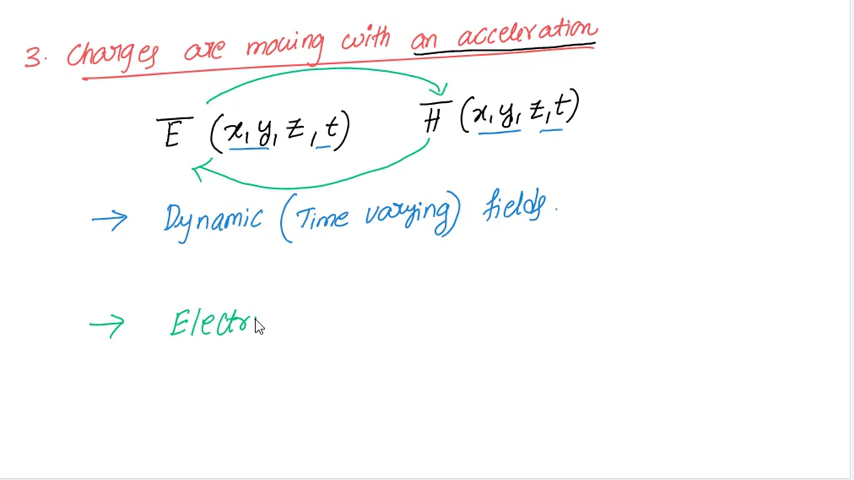 3. Charges are moving with an acceleration
E̅ (x, y, z, t) H̅ (x, y, z, t)
→ Dynamic (Time varying) fields.
→ Electr